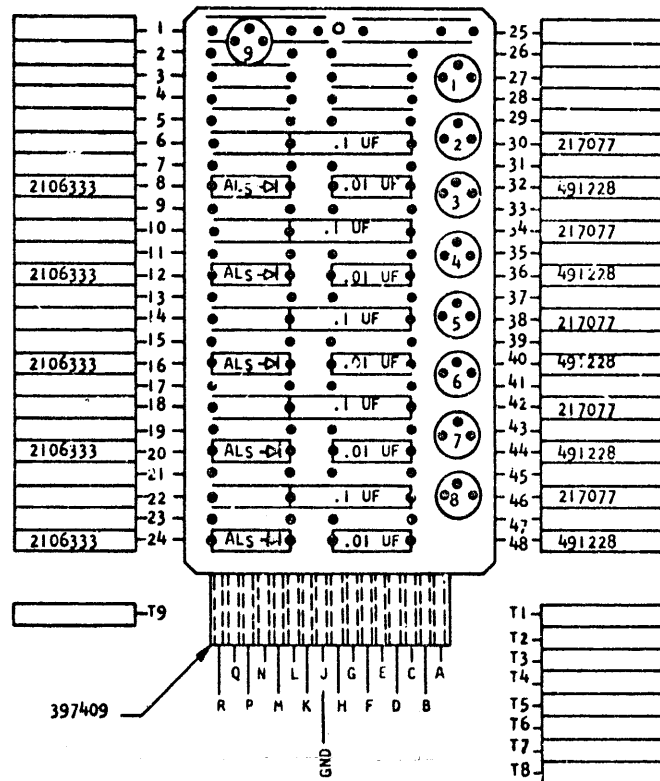 1 25
9
2 26
3 27 1
4 28
5 29
6 .1 UF 30 217077
2
7 31
2106333 8 ALS .01 UF 32 491228
3
9 33
10 .1 UF 34 217077
11 35
4
2106333 12 ALS .01 UF 36 491228
13 37
14 .1 UF 5 38 217077
15 39
2106333 16 ALS .01 UF 40 491228
6
17 41
18 .1 UF 42 217077
19 43
7
2106333 20 ALS .01 UF 44 491228
21 45
22 .1 UF 8 46 217077
23 47
2106333 24 ALS .01 UF 48 491228
T9 T1
T2
Q N L J G E C A T3
T4
397409 R P M K H F D B T5
T6
GND T7
T8